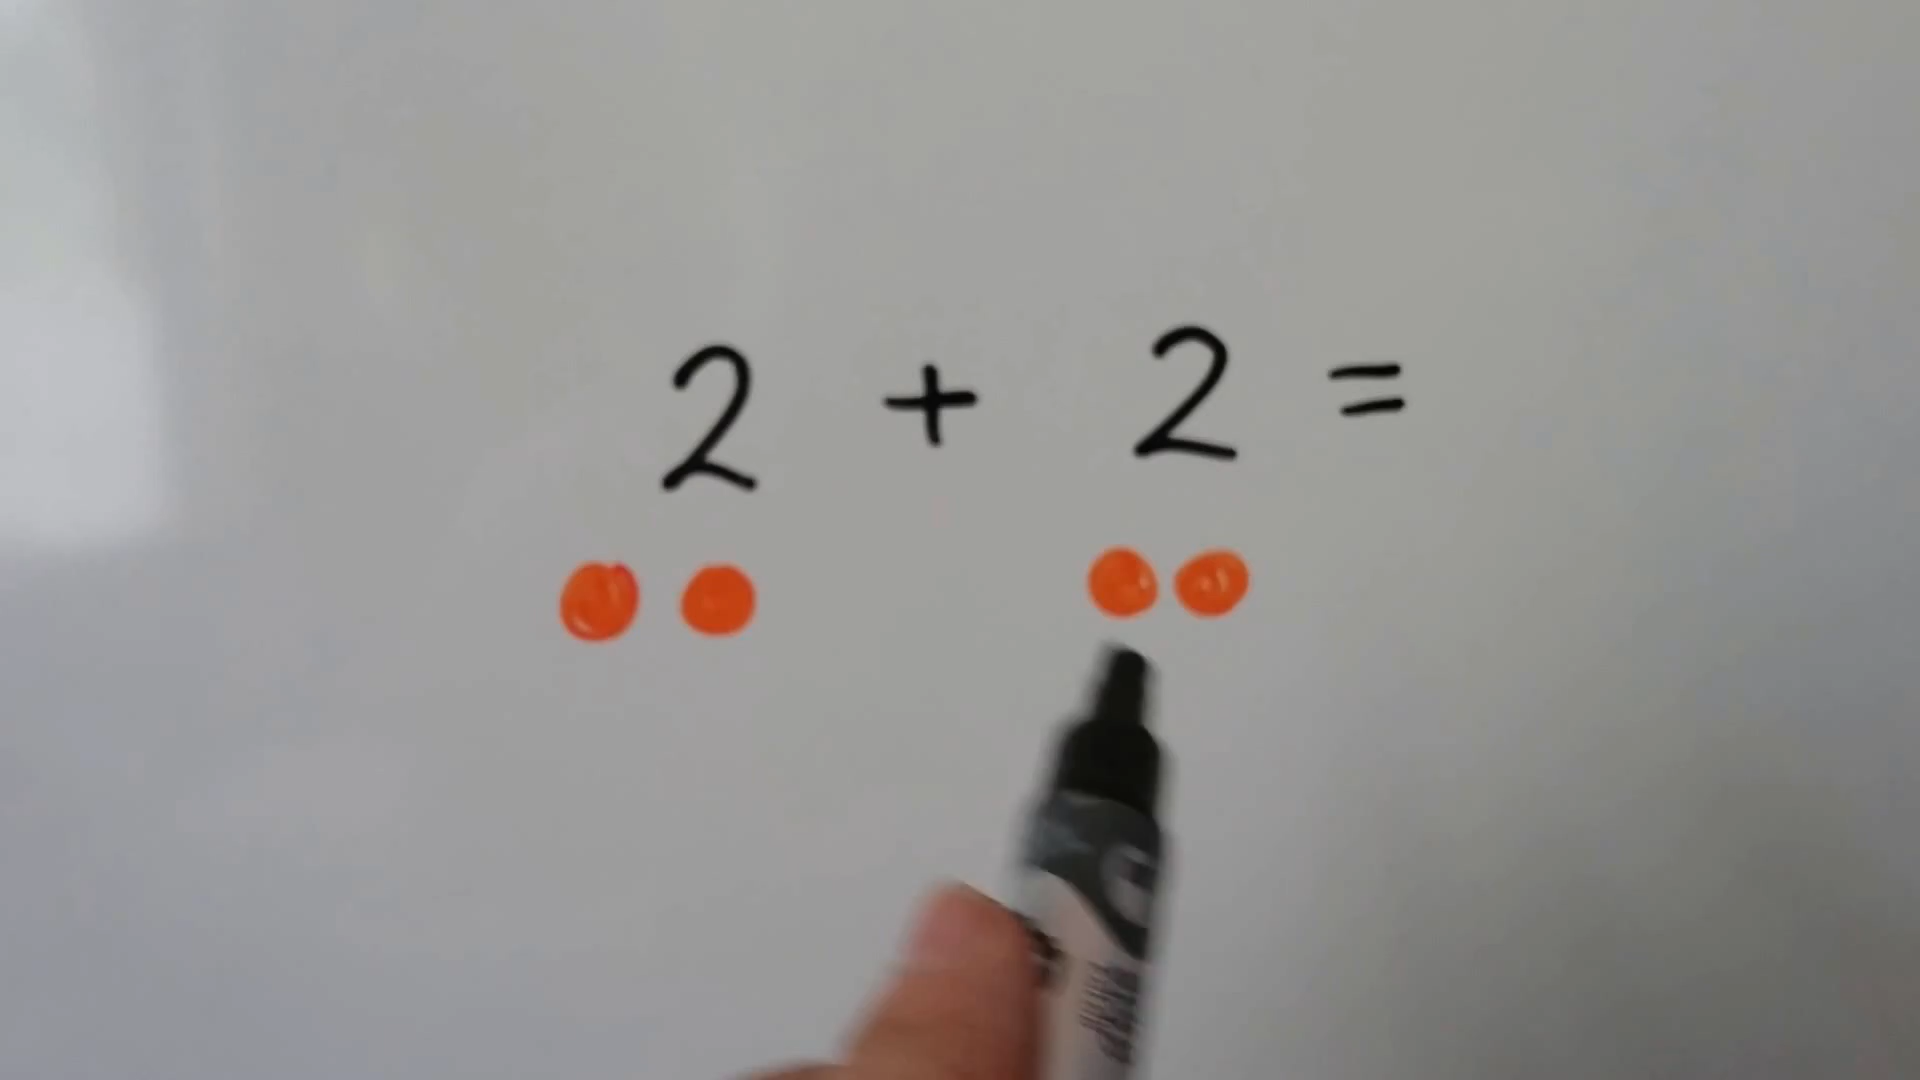 2 + 2 =